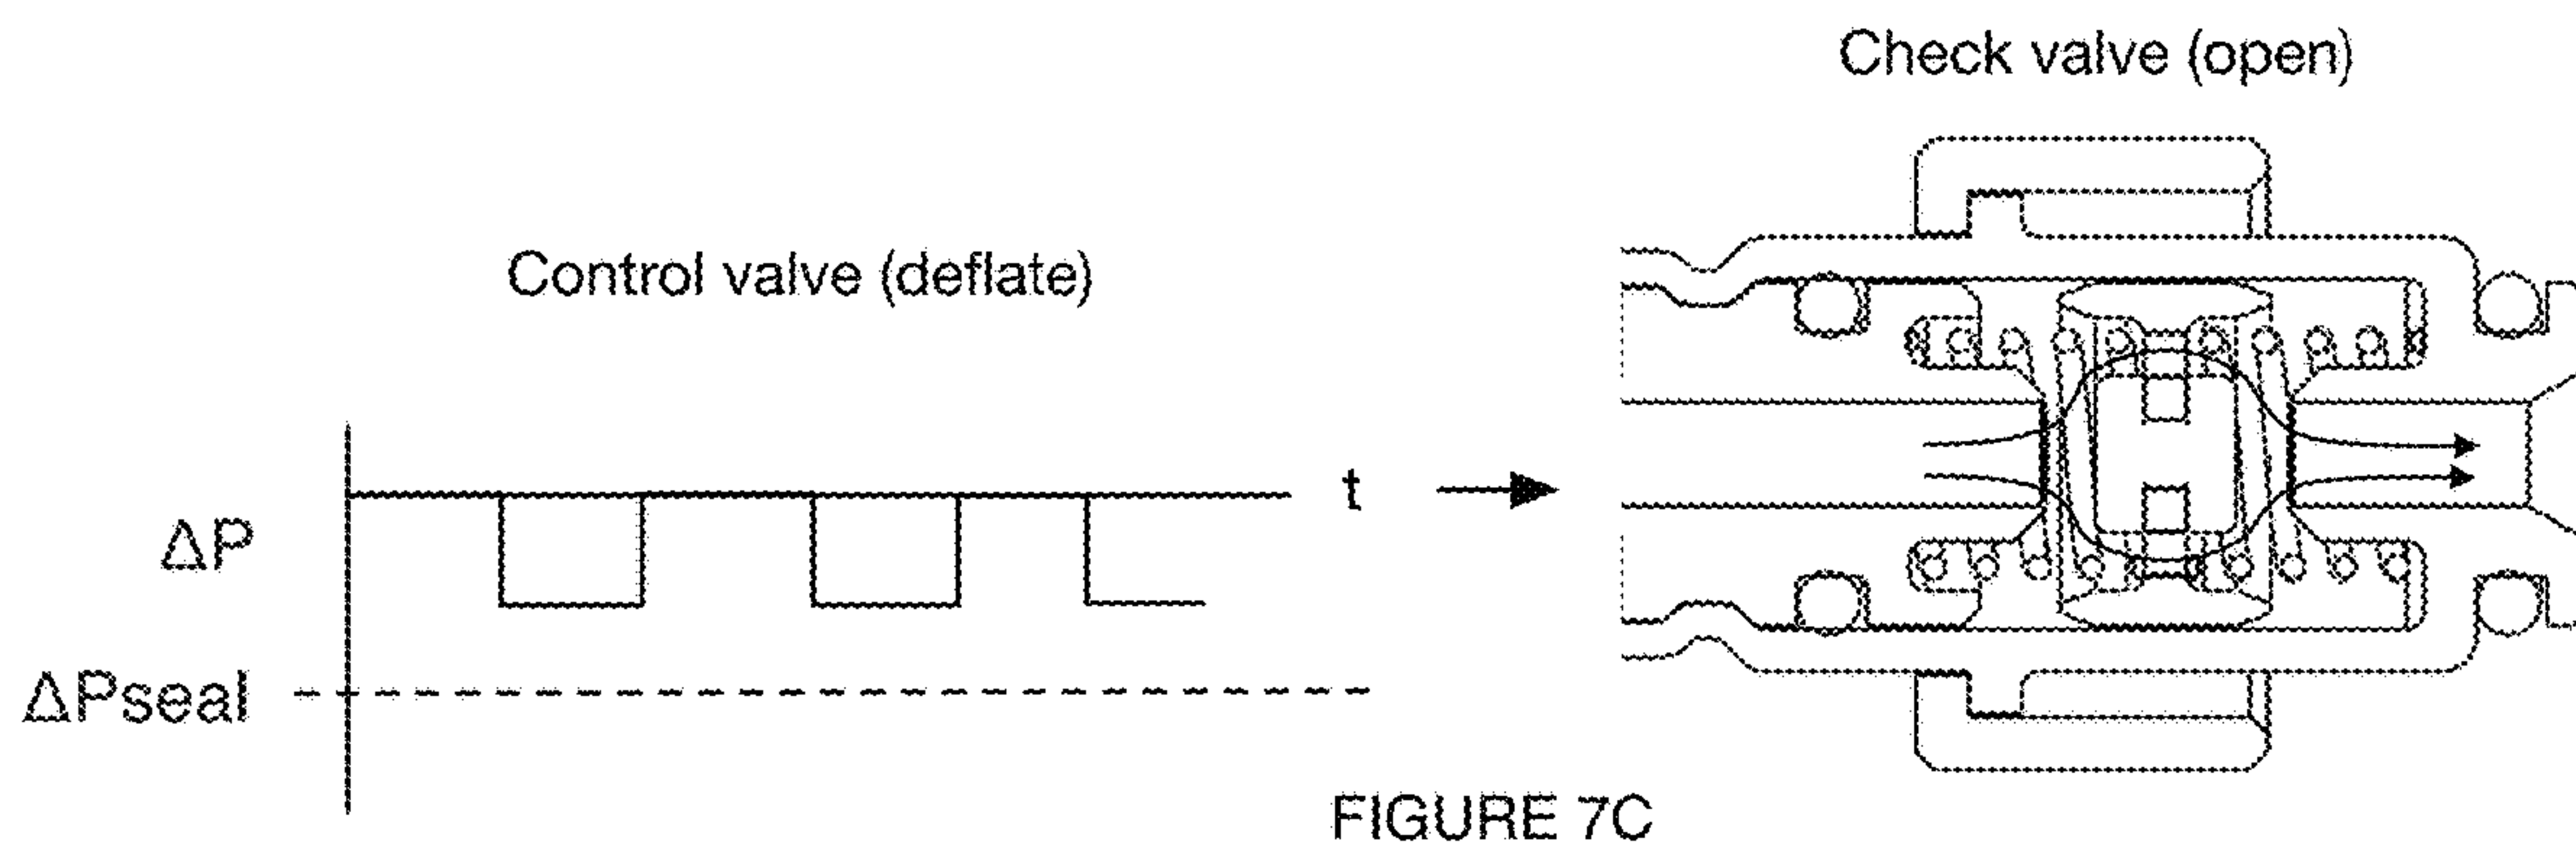 Check valve (open)
Control valve (deflate)
t
ΔP
ΔPseal
FIGURE 7C